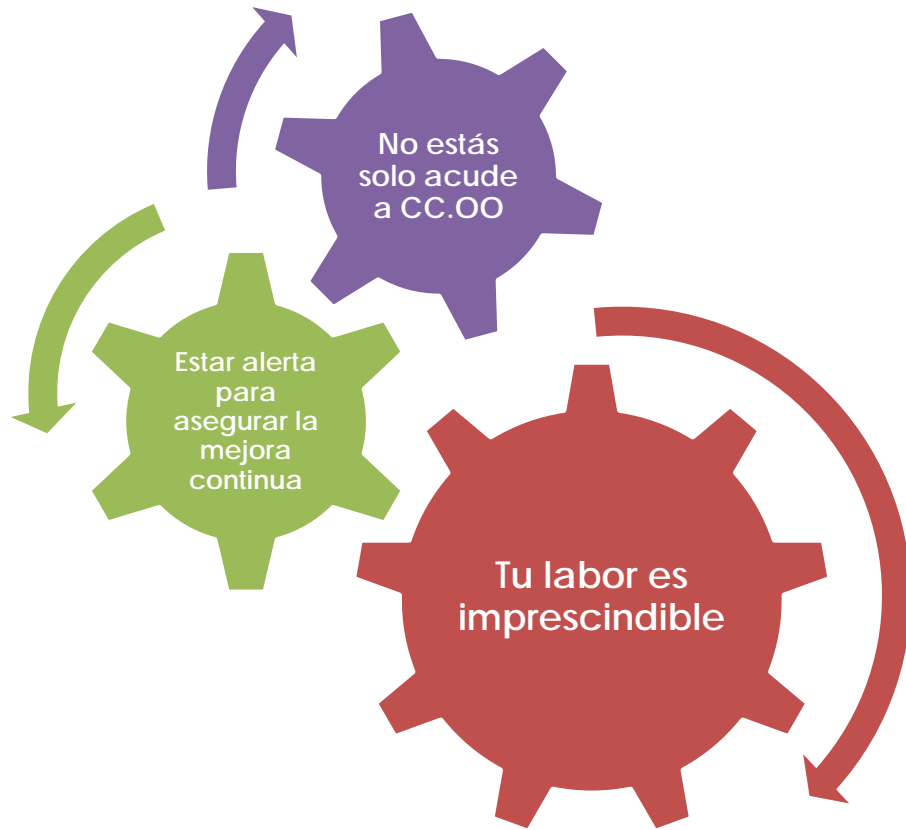 No estás
solo acude
a CC.OO
Estar alerta
para
asegurar la
mejora
continua
Tu labor es
imprescindible